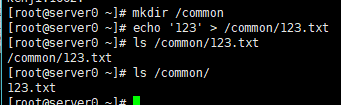 [root@server0 ~]# mkdir /common
[root@server0 ~]# echo '123' > /common/123.txt
[root@server0 ~]# ls /common/123.txt
/common/123.txt
[root@server0 ~]# ls /common/
123.txt
[root@server0 ~]#